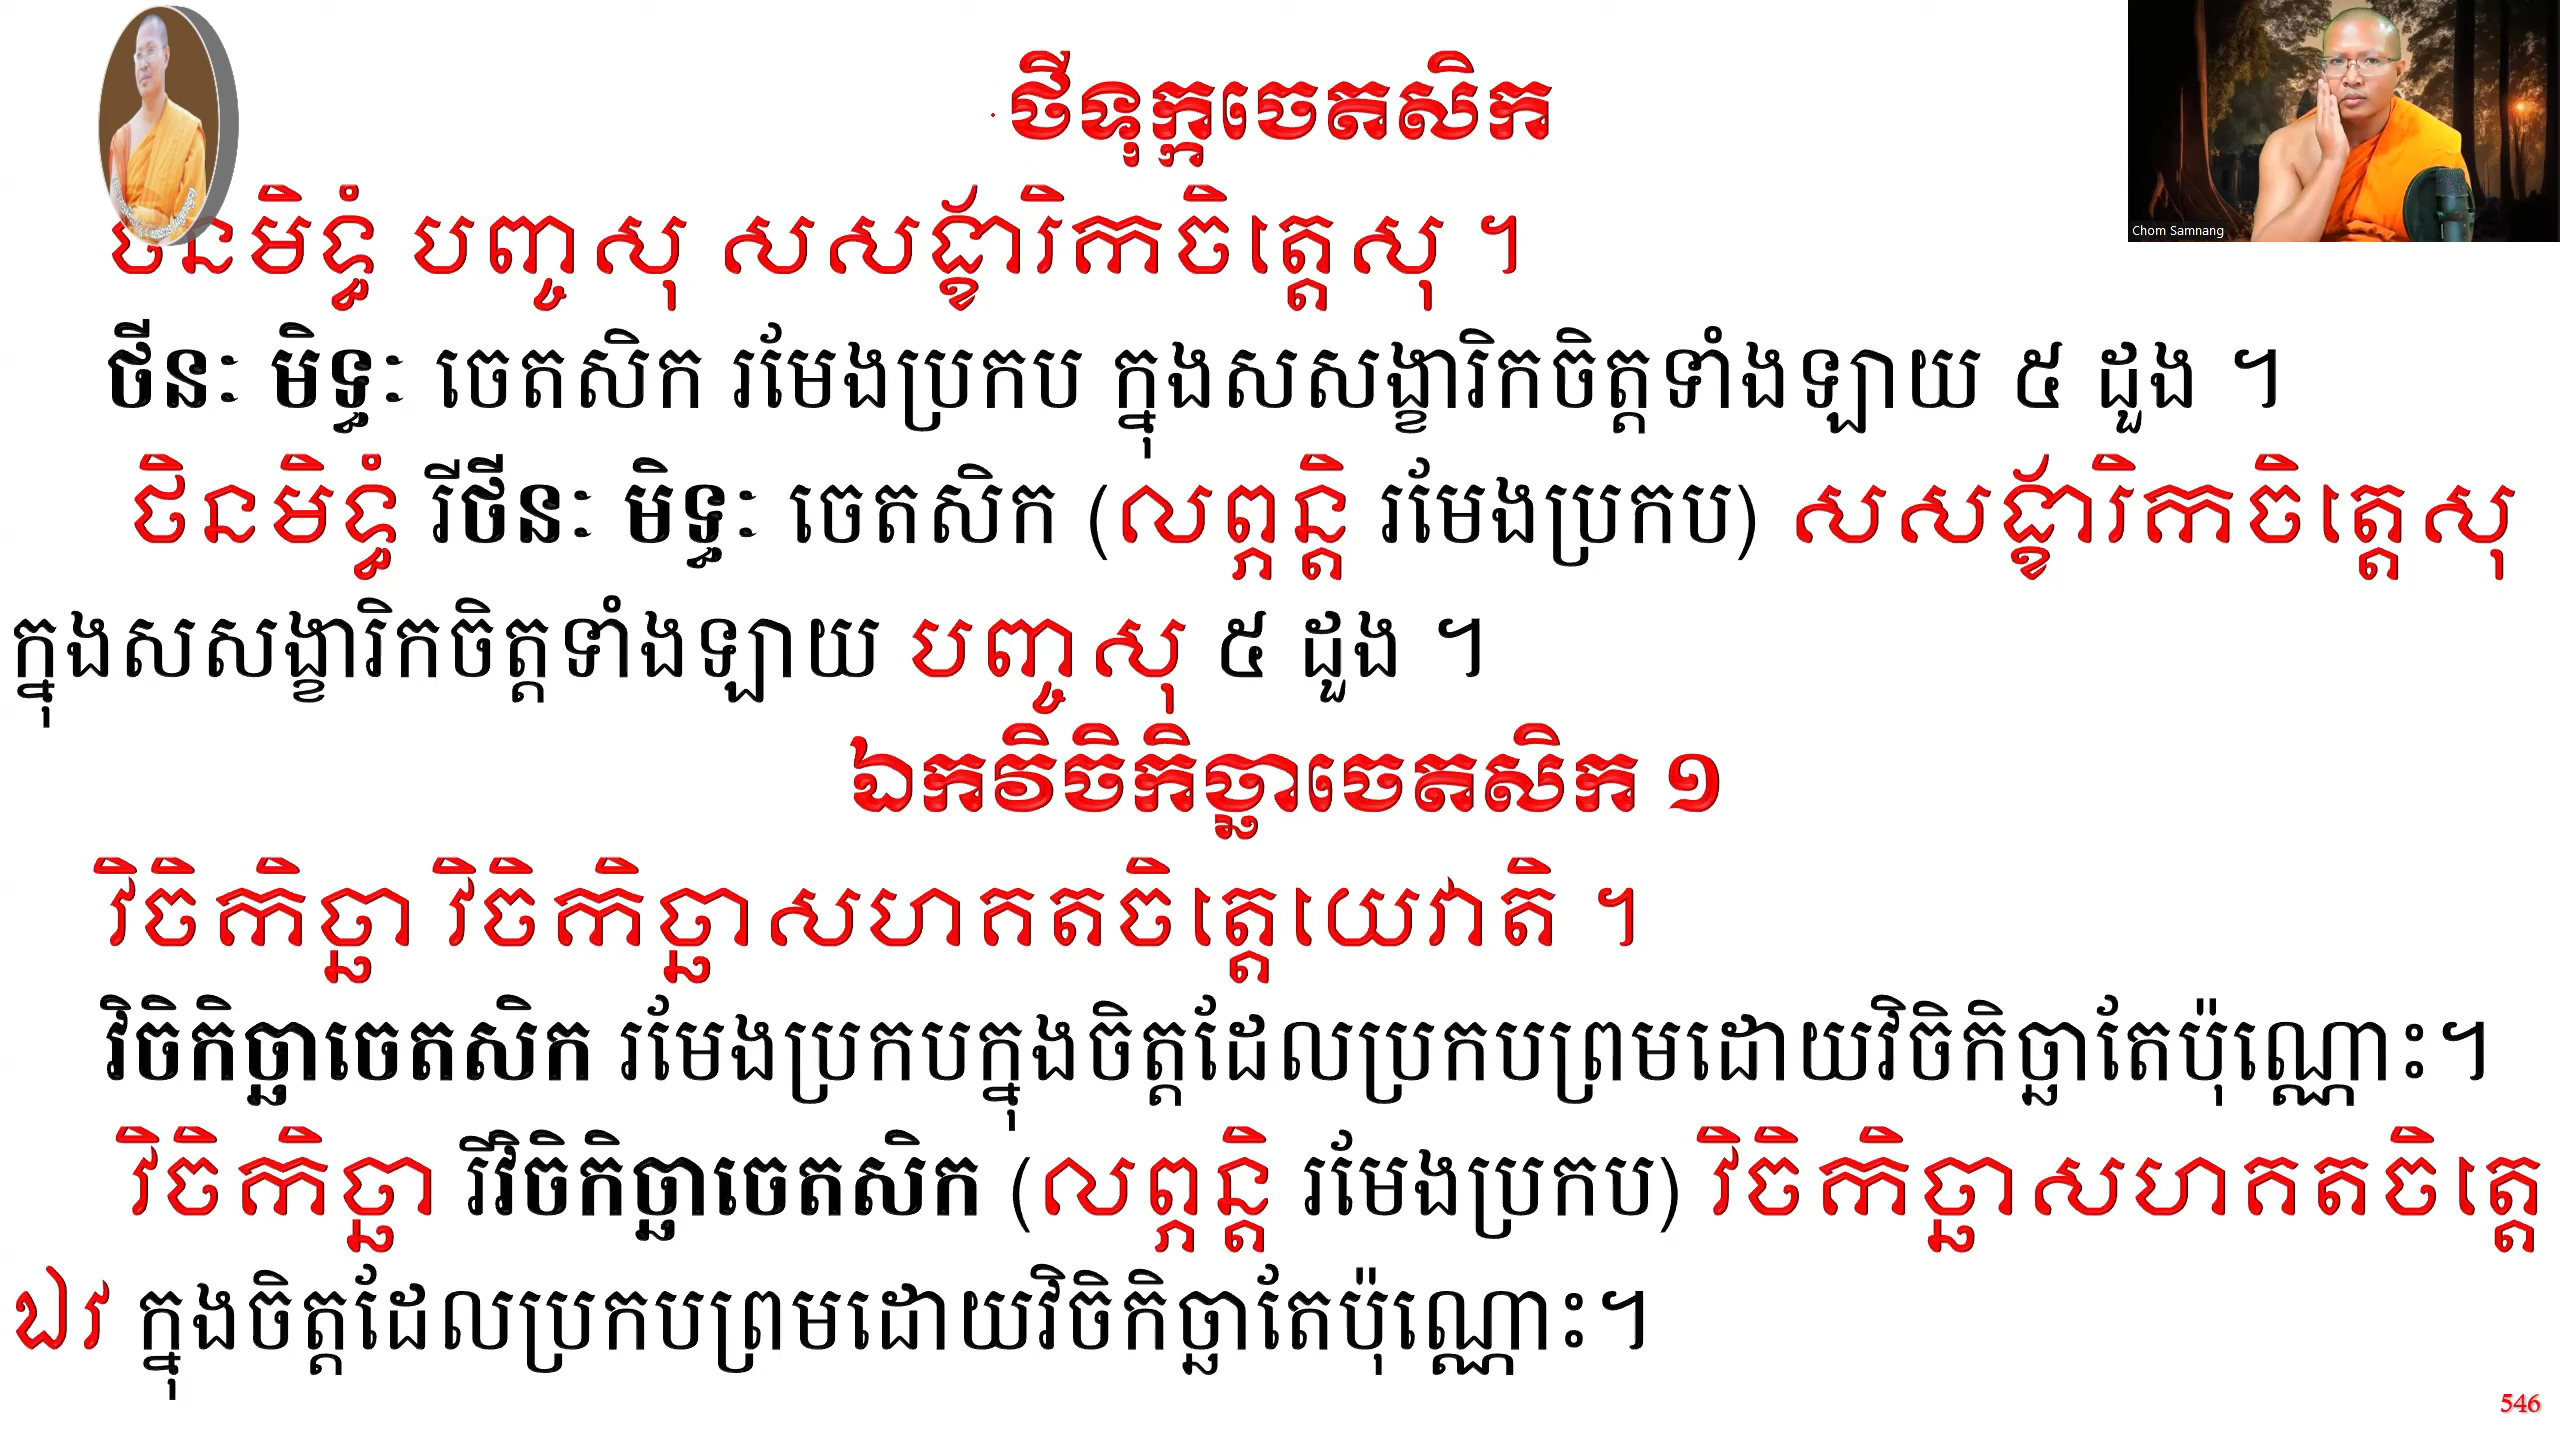 ថីទុក្កចេតសិក
ថិនមិទ្ធំ បញ្ចសុ សសង្ខារិកចិត្តេសុ ។
ថីនៈ មិទ្ធៈ ចេតសិក រមែងប្រកប ក្នុងសសង្ខារិកចិត្តទាំងឡាយ ៥ ដួង ។
ថិនមិទ្ធំ រីថីនៈ មិទ្ធៈ ចេតសិក (លព្ភន្តិ រមែងប្រកប) សសង្ខារិកចិត្តេសុ
ក្នុងសសង្ខារិកចិត្តទាំងឡាយ បញ្ចសុ ៥ ដួង ។
ឯកវិចិកិច្ឆាចេតសិក ១
វិចិកិច្ឆា វិចិកិច្ឆាសហគតចិត្តេយេវាតិ ។
វិចិកិច្ឆាចេតសិក រមែងប្រកបក្នុងចិត្តដែលប្រកបព្រមដោយវិចិកិច្ឆាតែប៉ុណ្ណោះ។
វិចិកិច្ឆា រីវិចិកិច្ឆាចេតសិក (លព្ភន្តិ រមែងប្រកប) វិចិកិច្ឆាសហគតចិត្តេ
ឯវ ក្នុងចិត្តដែលប្រកបព្រមដោយវិចិកិច្ឆាតែប៉ុណ្ណោះ។
Chom Samnang
546